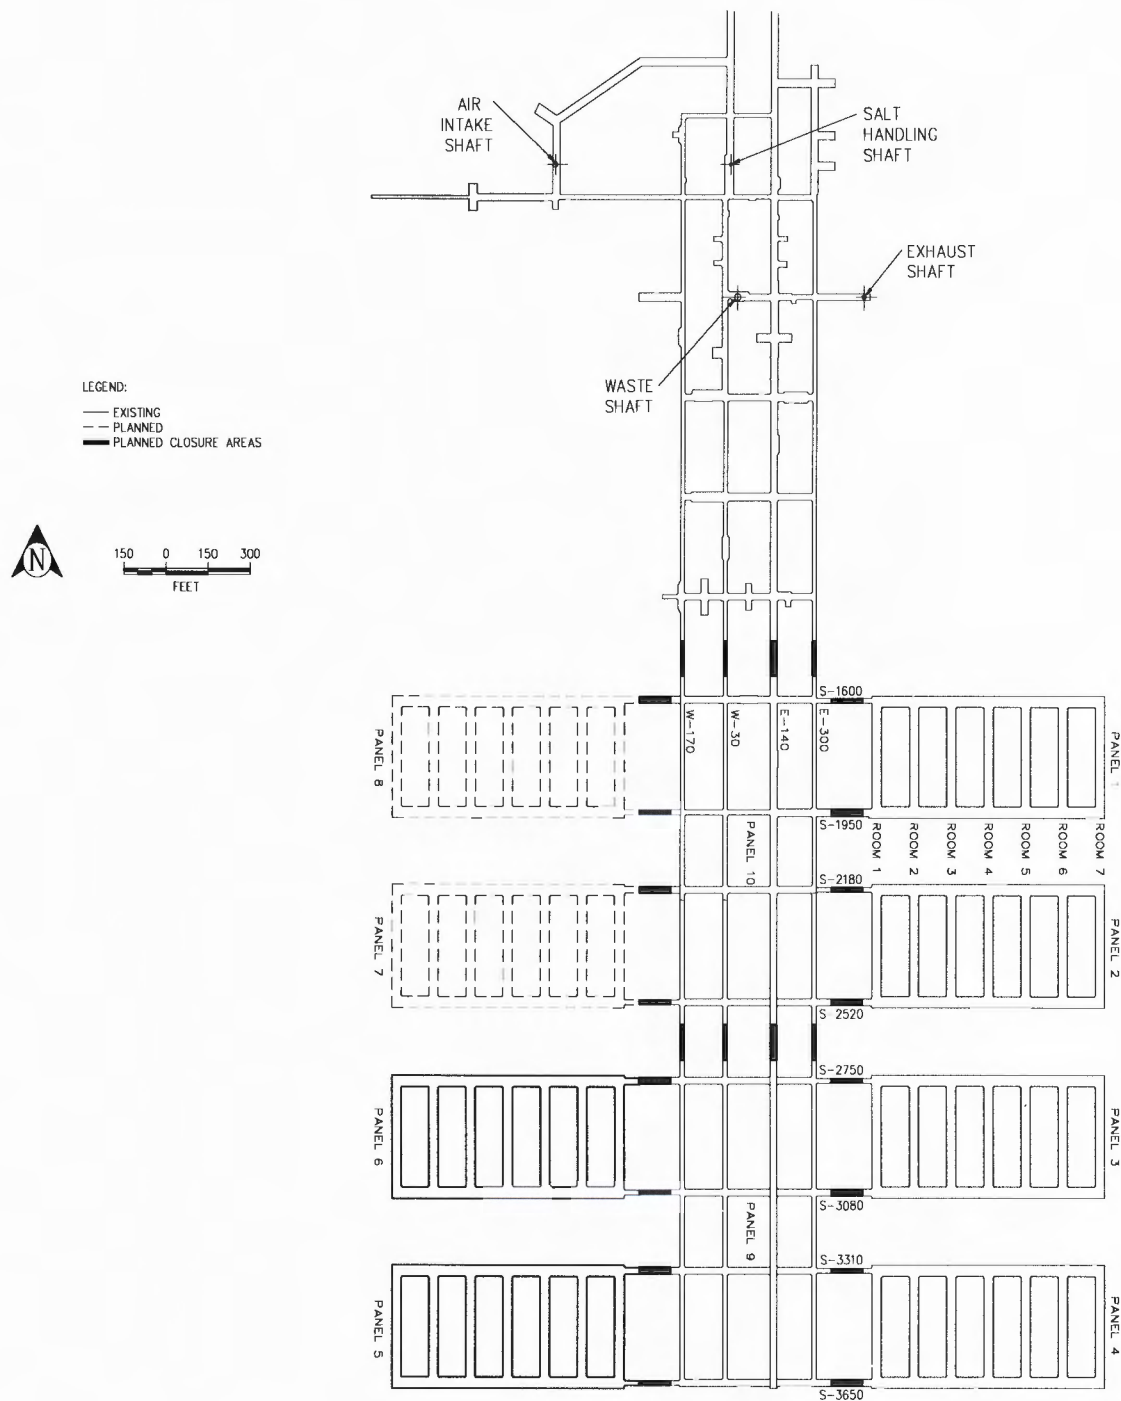 AIR
INTAKE
SHAFT
SALT
HANDLING
SHAFT
EXHAUST
SHAFT
WASTE
SHAFT
LEGEND:
EXISTING
PLANNED
PLANNED CLOSURE AREAS
N
150 0 150 300
FEET
S-1600
W-170
W-30
E-140
E-300
PANEL 8
PANEL 1
S-1950
PANEL 10
ROOM 1
ROOM 2
ROOM 3
ROOM 4
ROOM 5
ROOM 6
ROOM 7
S-2180
PANEL 7
PANEL 2
S-2520
S-2750
PANEL 6
PANEL 3
S-3080
PANEL 9
S-3310
PANEL 5
PANEL 4
S-3650